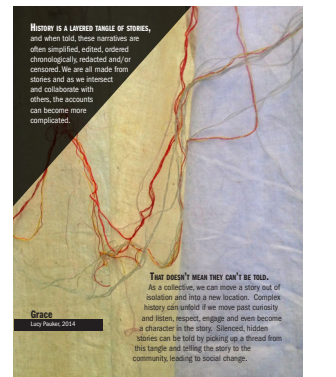 HISTORY IS A LAYERED TANGLE OF STORIES,
and when told, these narratives are
often simplified, edited, ordered
chronologically, redacted and/or
censored. We are all made from
stories and as we intersect
and collaborate with
others, the accounts
can become more
complicated.
THAT DOESN'T MEAN THEY CAN'T BE TOLD.
As a collective, we can move a story out of
isolation and into a new location. Complex
history can unfold if we move past curiosity
and listen, respect, engage and even become
a character in the story. Silenced, hidden
stories can be told by picking up a thread from
this tangle and telling the story to the
community, leading to social change.
Grace
Lucy Pauker, 2014